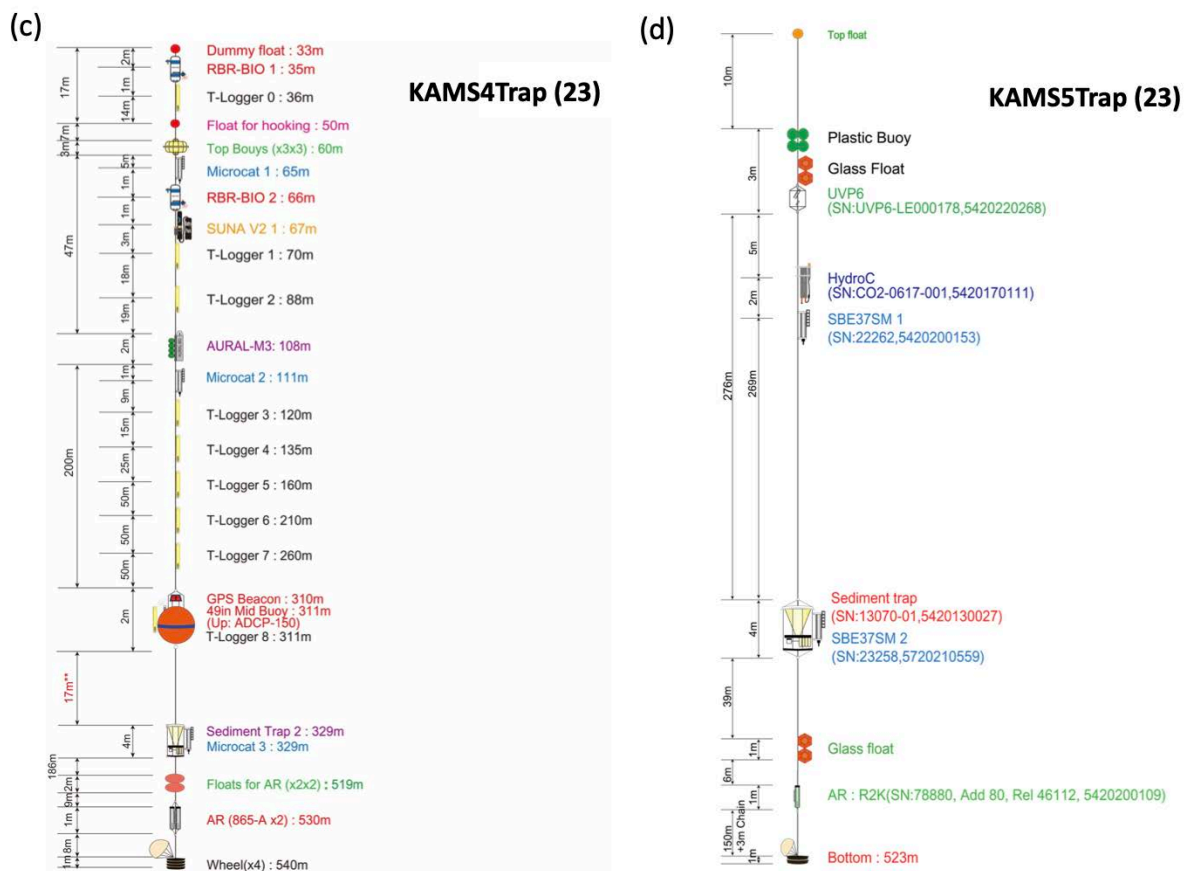 (c)
KAMS4Trap (23)
Dummy float : 33m
RBR-BIO 1 : 35m
T-Logger 0 : 36m
Float for hooking : 50m
Top Bouys (x3x3) : 60m
Microcat 1 : 65m
RBR-BIO 2 : 66m
SUNA V2 1 : 67m
T-Logger 1 : 70m
T-Logger 2 : 88m
AURAL-M3: 108m
Microcat 2 : 111m
T-Logger 3 : 120m
T-Logger 4 : 135m
T-Logger 5 : 160m
T-Logger 6 : 210m
T-Logger 7 : 260m
GPS Beacon : 310m
49in Mid Buoy : 311m
(Up: ADCP-150)
T-Logger 8 : 311m
Sediment Trap 2 : 329m
Microcat 3 : 329m
Floats for AR (x2x2) : 519m
AR (865-A x2) : 530m
Wheel(x4) : 540m
17m
3m
7m
47m
200m
2m
17m**
4m
186m
2m
9m
1m
8m
1m
2m
1m
14m
5m
1m
1m
3m
18m
19m
2m
1m
9m
15m
25m
50m
50m
50m
(d)
KAMS5Trap (23)
Top float
Plastic Buoy
Glass Float
UVP6
(SN:UVP6-LE000178,5420220268)
HydroC
(SN:CO2-0617-001,5420170111)
SBE37SM 1
(SN:22262,5420200153)
Sediment trap
(SN:13070-01,5420130027)
SBE37SM 2
(SN:23258,5720210559)
Glass float
AR : R2K(SN:78880, Add 80, Rel 46112, 5420200109)
Bottom : 523m
10m
3m
276m
5m
2m
269m
4m
39m
1m
6m
1m
150m
+3m Chain
1m